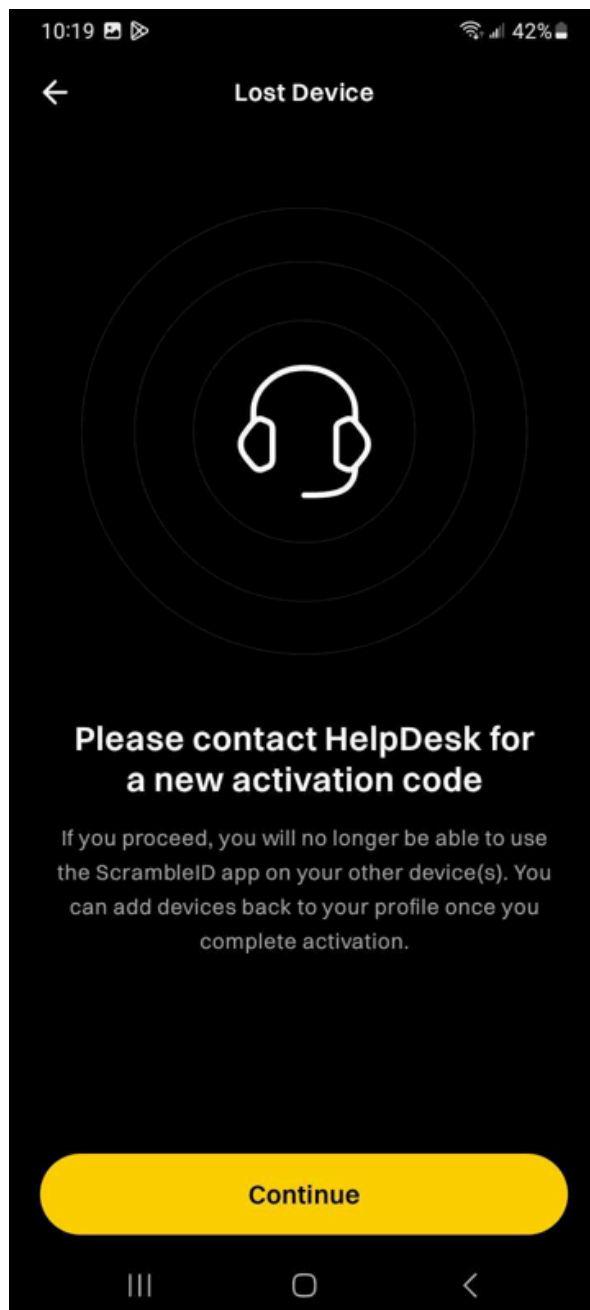 10:19 42%
Lost Device
Please contact HelpDesk for
a new activation code
If you proceed, you will no longer be able to use
the ScrambleID app on your other device(s). You
can add devices back to your profile once you
complete activation.
Continue